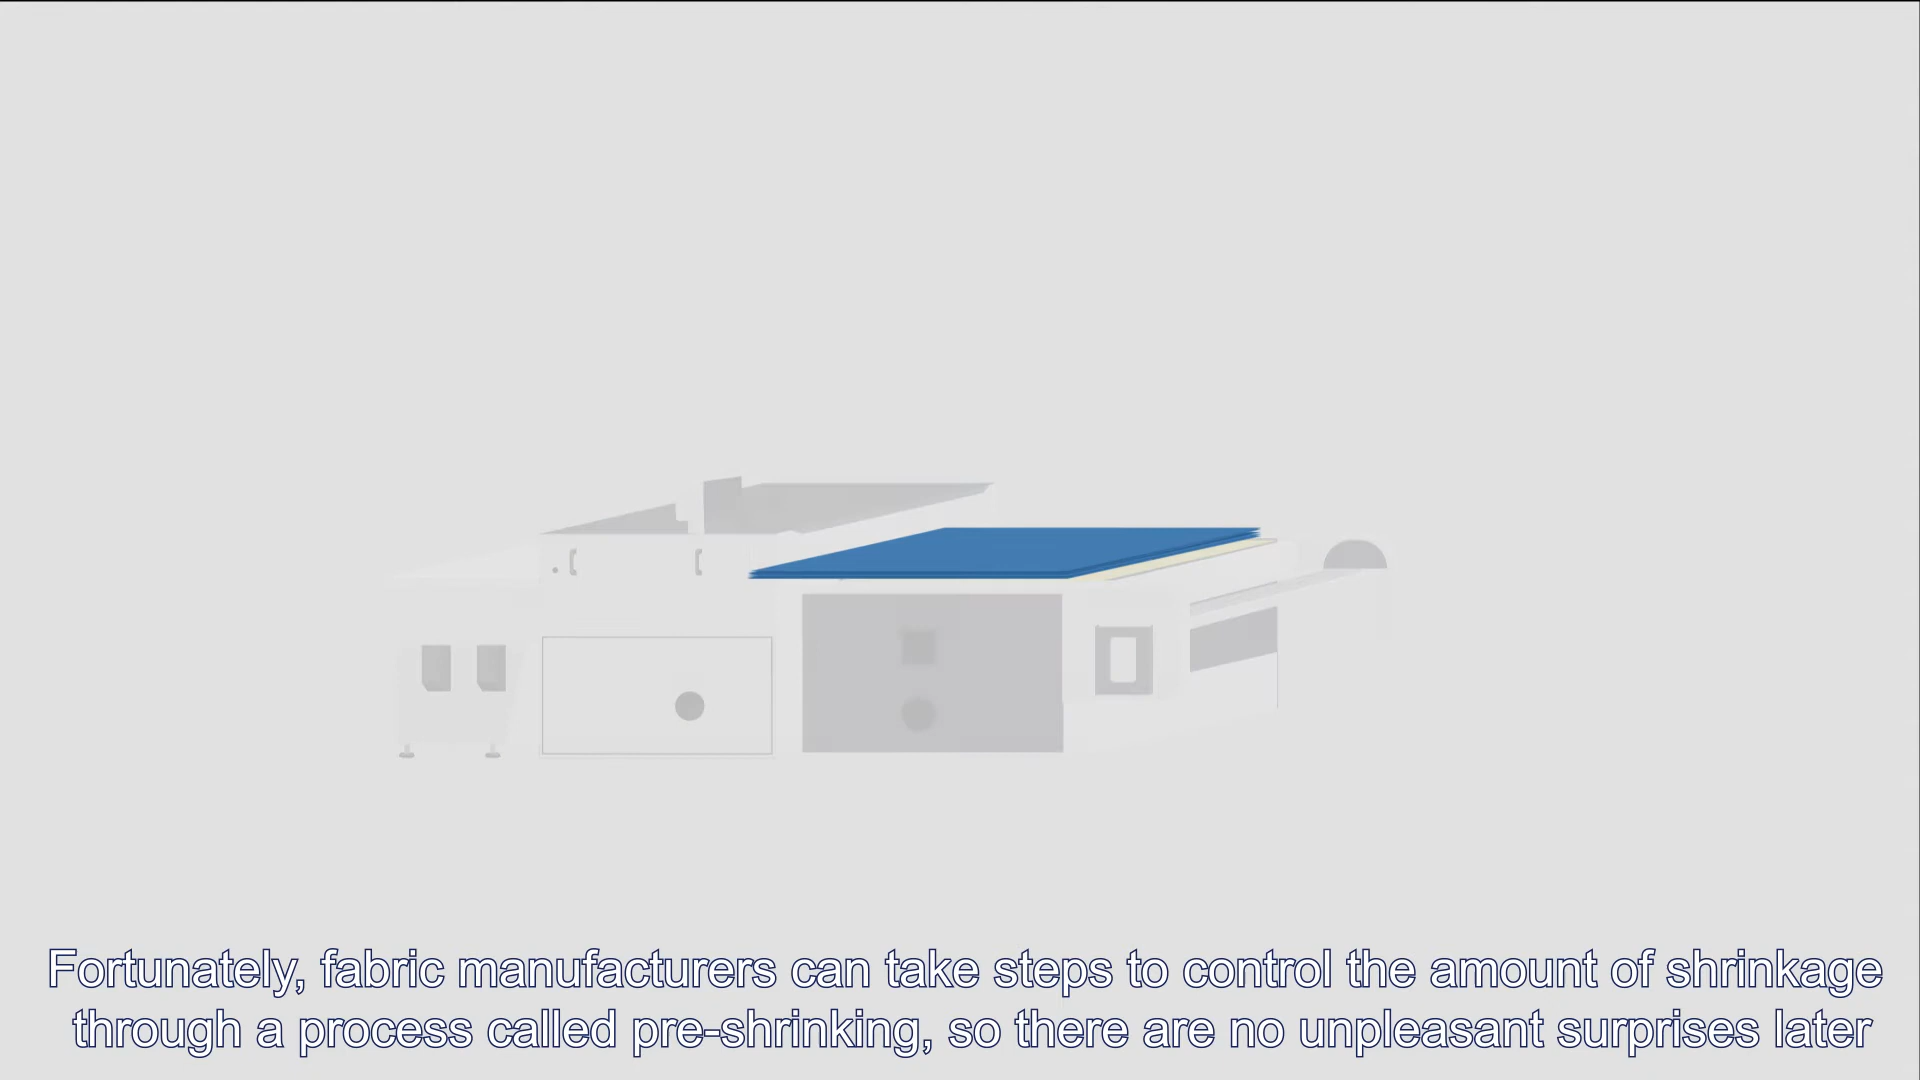 Fortunately, fabric manufacturers can take steps to control the amount of shrinkage
through a process called pre-shrinking, so there are no unpleasant surprises later